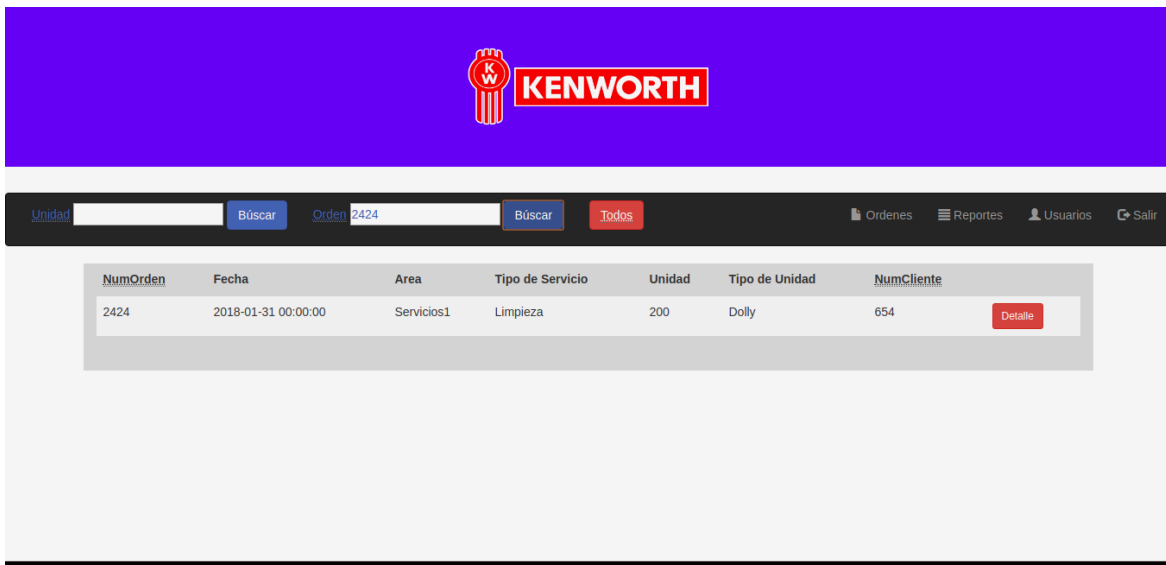 KW KENWORTH
Unidad Búscar Orden 2424 Búscar Todos Ordenes Reportes Usuarios Salir
NumOrden Fecha Area Tipo de Servicio Unidad Tipo de Unidad NumCliente
2424 2018-01-31 00:00:00 Servicios1 Limpieza 200 Dolly 654 Detalle